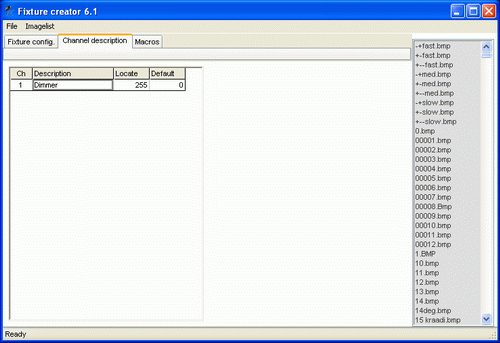 Fixture creator 6.1
File Imagelist
Fixture config. Channel description Macros
Ch Description Locate Default
1 Dimmer 255 0
-+fast.bmp
+-fast.bmp
+--fast.bmp
-+med.bmp
+-med.bmp
+--med.bmp
-+slow.bmp
+-slow.bmp
+--slow.bmp
0.bmp
00001.bmp
00002.bmp
00003.bmp
00004.bmp
00005.bmp
00006.bmp
00007.bmp
00008.Bmp
00009.bmp
00010.bmp
00011.bmp
00012.bmp
1.BMP
10.bmp
11.bmp
12.bmp
13.bmp
14.bmp
14deg.bmp
15 kraadi.bmp
Ready